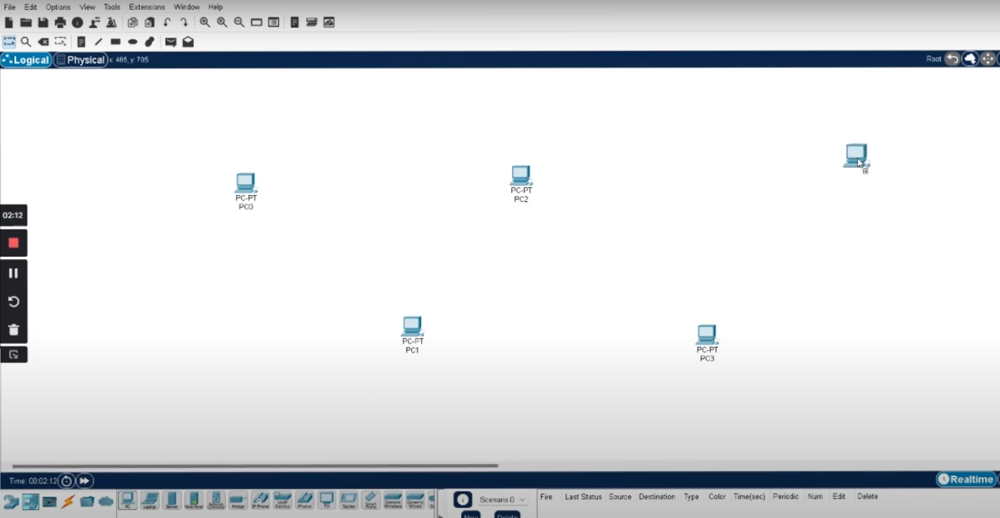 File Edit Options View Tools Extensions Window Help
Logical Physical x: 465, y: 705 Root
PC-PT
PC0
PC-PT
PC2
02:12
PC-PT
PC1
PC-PT
PC3
Time: 00:02:12 Realtime
PC Laptop Server Printer IP Phone VoIP Device Phone TV Tablet Smart Generic Wireless Generic Wired
Scenario 0 Fire Last Status Source Destination Type Color Time(sec) Periodic Num Edit Delete
New Delete